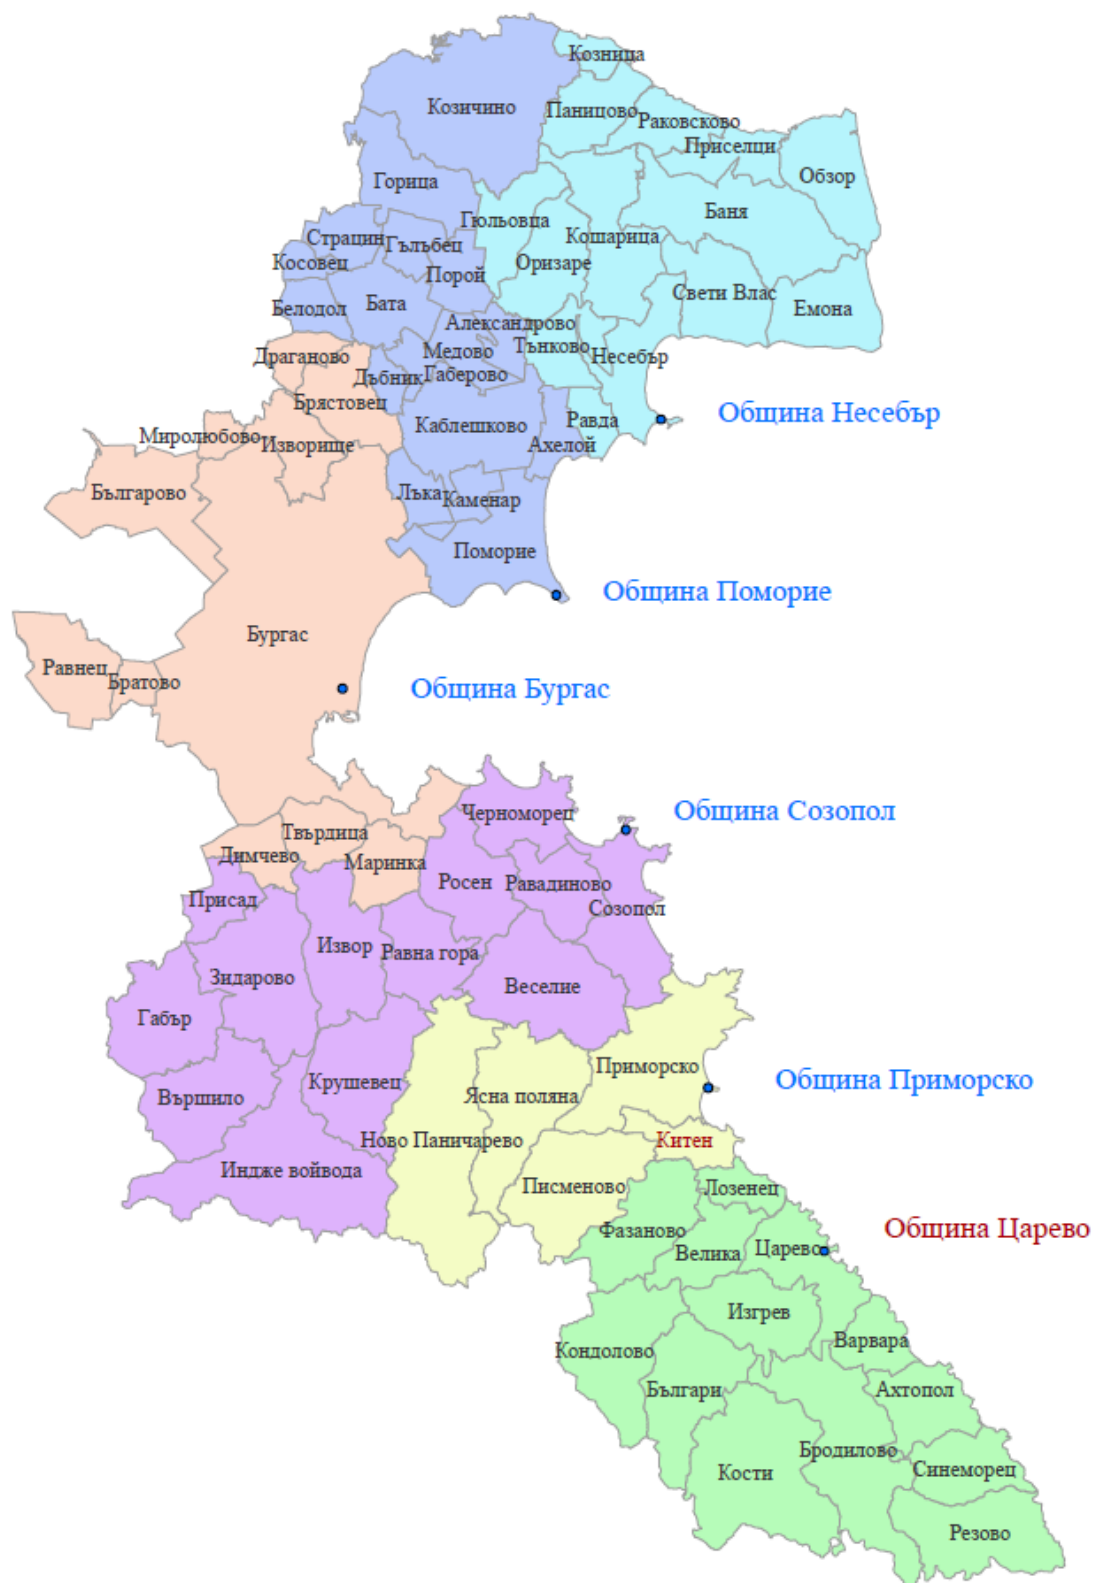 Козница
Козичино
Паницово
Раковсково
Приселци
Обзор
Горица
Баня
Гюльовца
Кошарица
Страцин
Гълъбец
Оризаре
Косовец
Порой
Свети Влас
Бата
Белодол
Емона
Александрово
Тънково
Медово
Драганово
Несебър
Дъбник
Габерово
Брястовец
Община Несебър
Равда
Каблешково
Миролюбово
Изворище
Ахелой
Българово
Лъка
Каменар
Поморие
Община Поморие
Бургас
Равнец
Братово
Община Бургас
Черноморец
Община Созопол
Твърдица
Димчево
Маринка
Росен
Равадиново
Присад
Созопол
Извор
Равна гора
Зидарово
Веселие
Габър
Приморско
Община Приморско
Крушевец
Ясна поляна
Вършило
Ново Паничарево
Китен
Индже войвода
Писменово
Лозенец
Фазаново
Община Царево
Велика
Царево
Изгрев
Варвара
Кондолово
Българи
Ахтопол
Бродилово
Кости
Синеморец
Резово